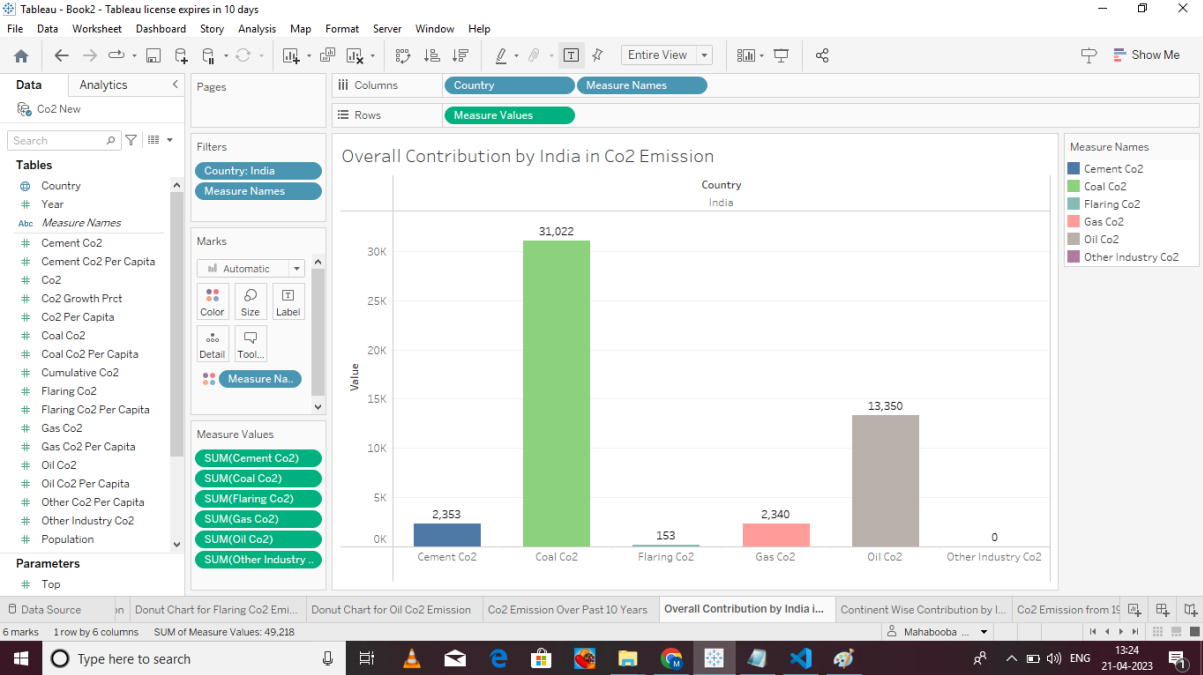 Tableau - Book2 - Tableau license expires in 10 days
File Data Worksheet Dashboard Story Analysis Map Format Server Window Help
Entire View
Show Me
Data Analytics
Co2 New
Search
Tables
Country
Year
Abc Measure Names
Cement Co2
Cement Co2 Per Capita
Co2
Co2 Growth Prct
Co2 Per Capita
Coal Co2
Coal Co2 Per Capita
Cumulative Co2
Flaring Co2
Flaring Co2 Per Capita
Gas Co2
Gas Co2 Per Capita
Oil Co2
Oil Co2 Per Capita
Other Co2 Per Capita
Other Industry Co2
Population
Parameters
Top
Pages
Filters
Country: India
Measure Names
Marks
Automatic
Color Size Label
Detail Tool...
Measure Na..
Measure Values
SUM(Cement Co2)
SUM(Coal Co2)
SUM(Flaring Co2)
SUM(Gas Co2)
SUM(Oil Co2)
SUM(Other Industry ..
Columns Country Measure Names
Rows Measure Values
Overall Contribution by India in Co2 Emission
Country
India
Value
30K
25K
20K
15K
10K
5K
0K
2,353
31,022
153
2,340
13,350
0
Cement Co2 Coal Co2 Flaring Co2 Gas Co2 Oil Co2 Other Industry Co2
Measure Names
Cement Co2
Coal Co2
Flaring Co2
Gas Co2
Oil Co2
Other Industry Co2
Data Source on Donut Chart for Flaring Co2 Emi... Donut Chart for Oil Co2 Emission Co2 Emission Over Past 10 Years Overall Contribution by India i... Continent Wise Contribution by I... Co2 Emission from 19
6 marks 1 row by 6 columns SUM of Measure Values: 49,218 Mahabooba ...
Type here to search
ENG
13:24
21-04-2023
1